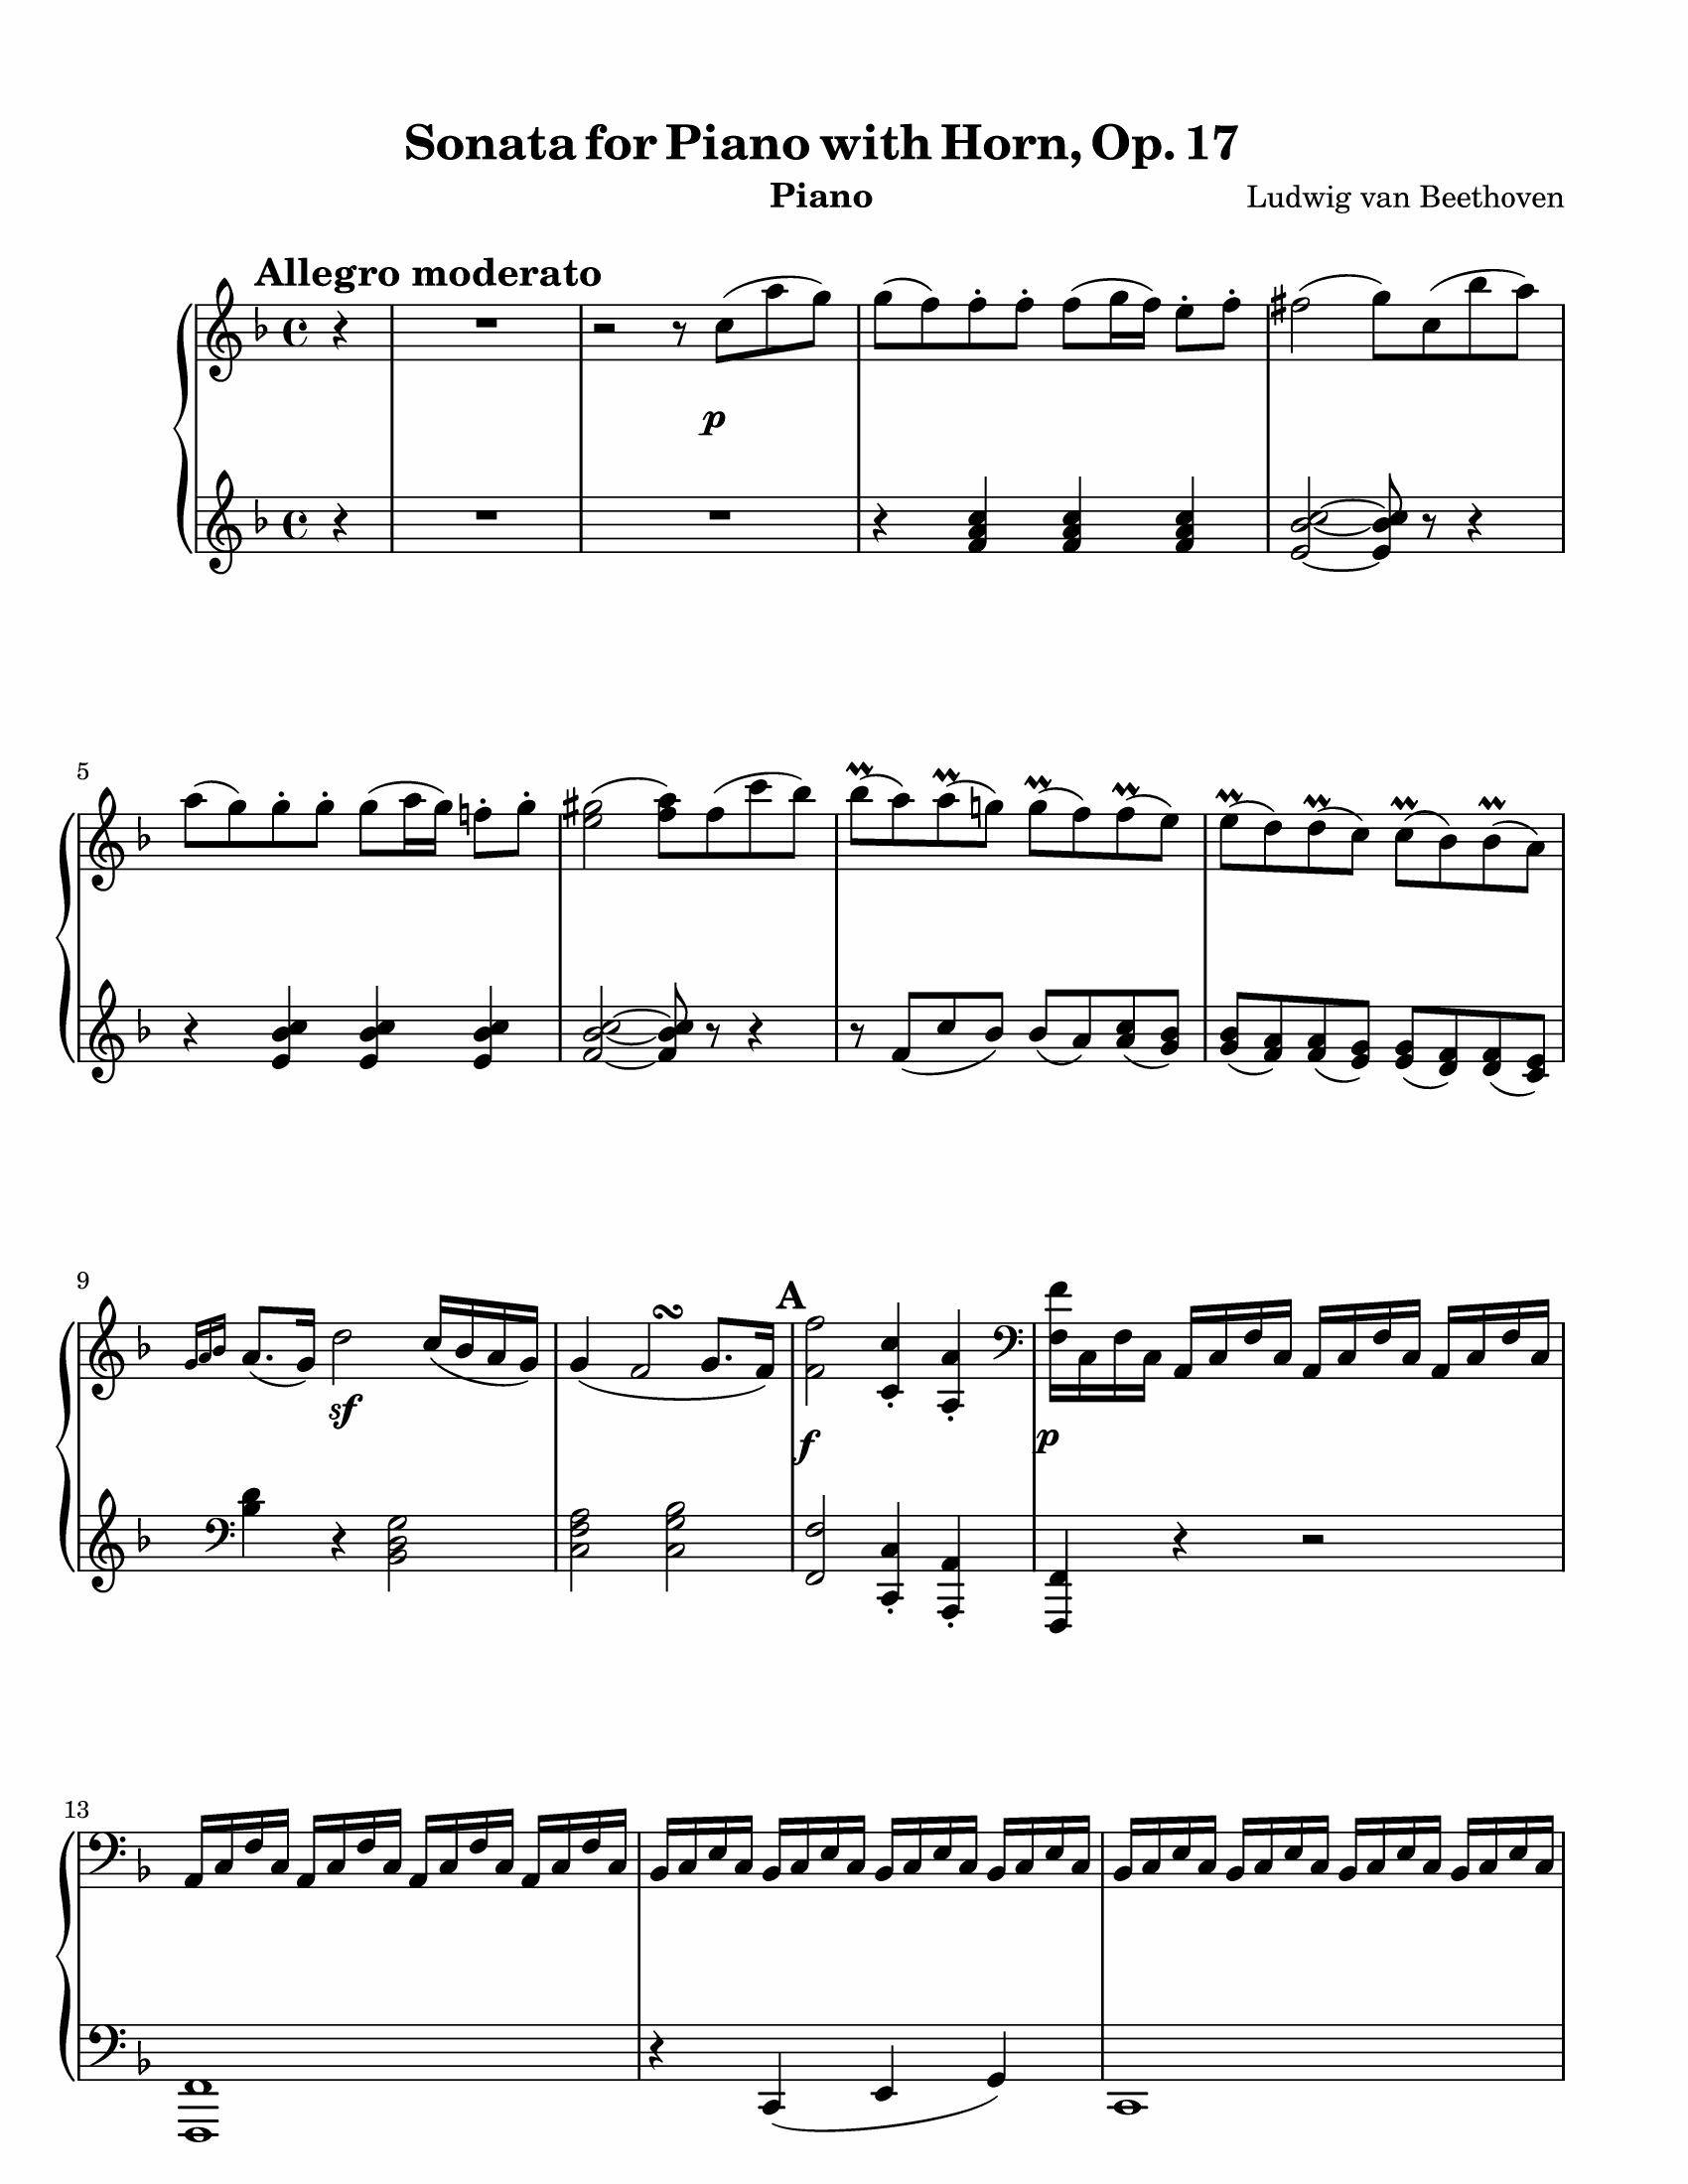 Sonata for Piano with Horn, Op. 17
Piano
Ludwig van Beethoven
Allegro moderato
p
5
9
A
sf
f
p
13